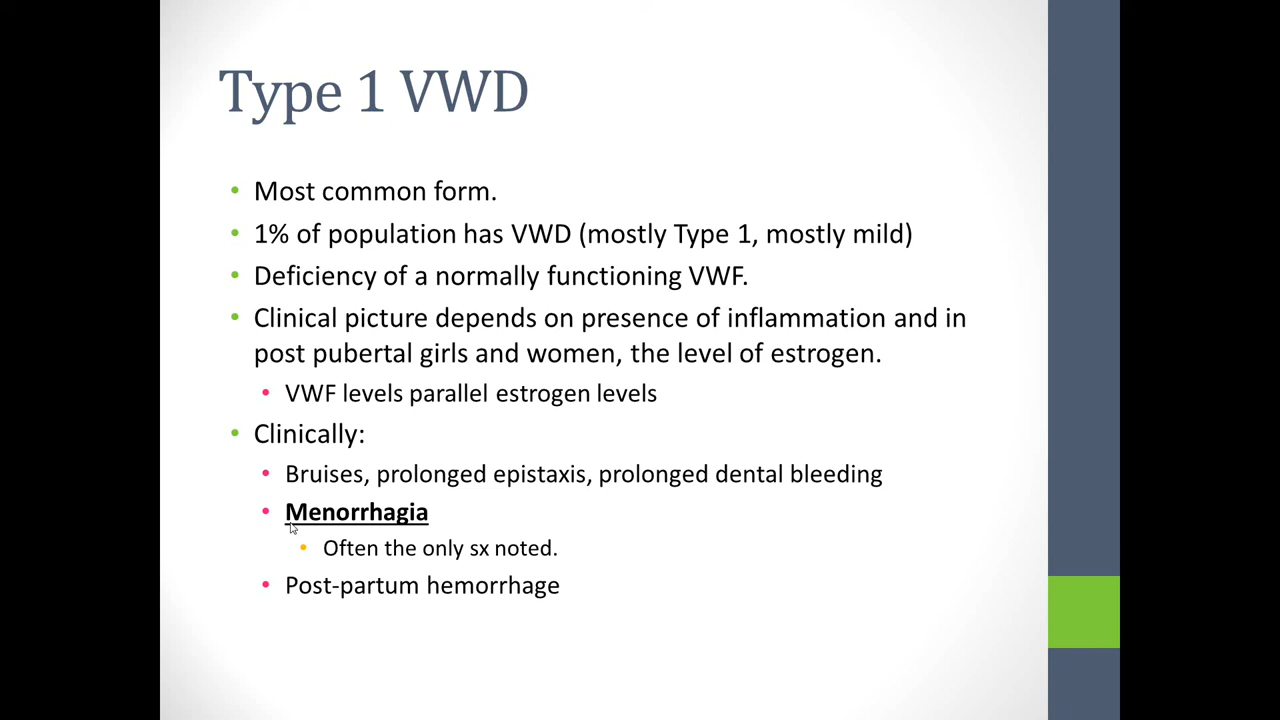 Type 1 VWD
• Most common form.
• 1% of population has VWD (mostly Type 1, mostly mild)
• Deficiency of a normally functioning VWF.
• Clinical picture depends on presence of inflammation and in
post pubertal girls and women, the level of estrogen.
• VWF levels parallel estrogen levels
• Clinically:
• Bruises, prolonged epistaxis, prolonged dental bleeding
• Menorrhagia
• Often the only sx noted.
• Post-partum hemorrhage